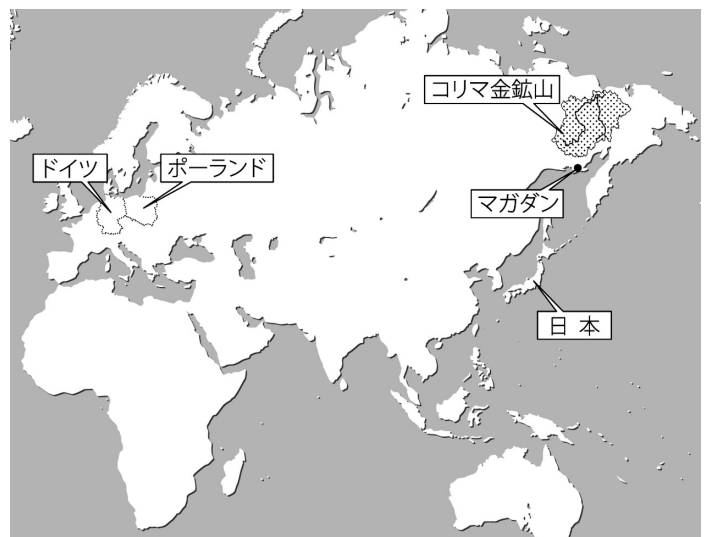 コリマ金鉱山
ドイツ
ポーランド
マガダン
日本